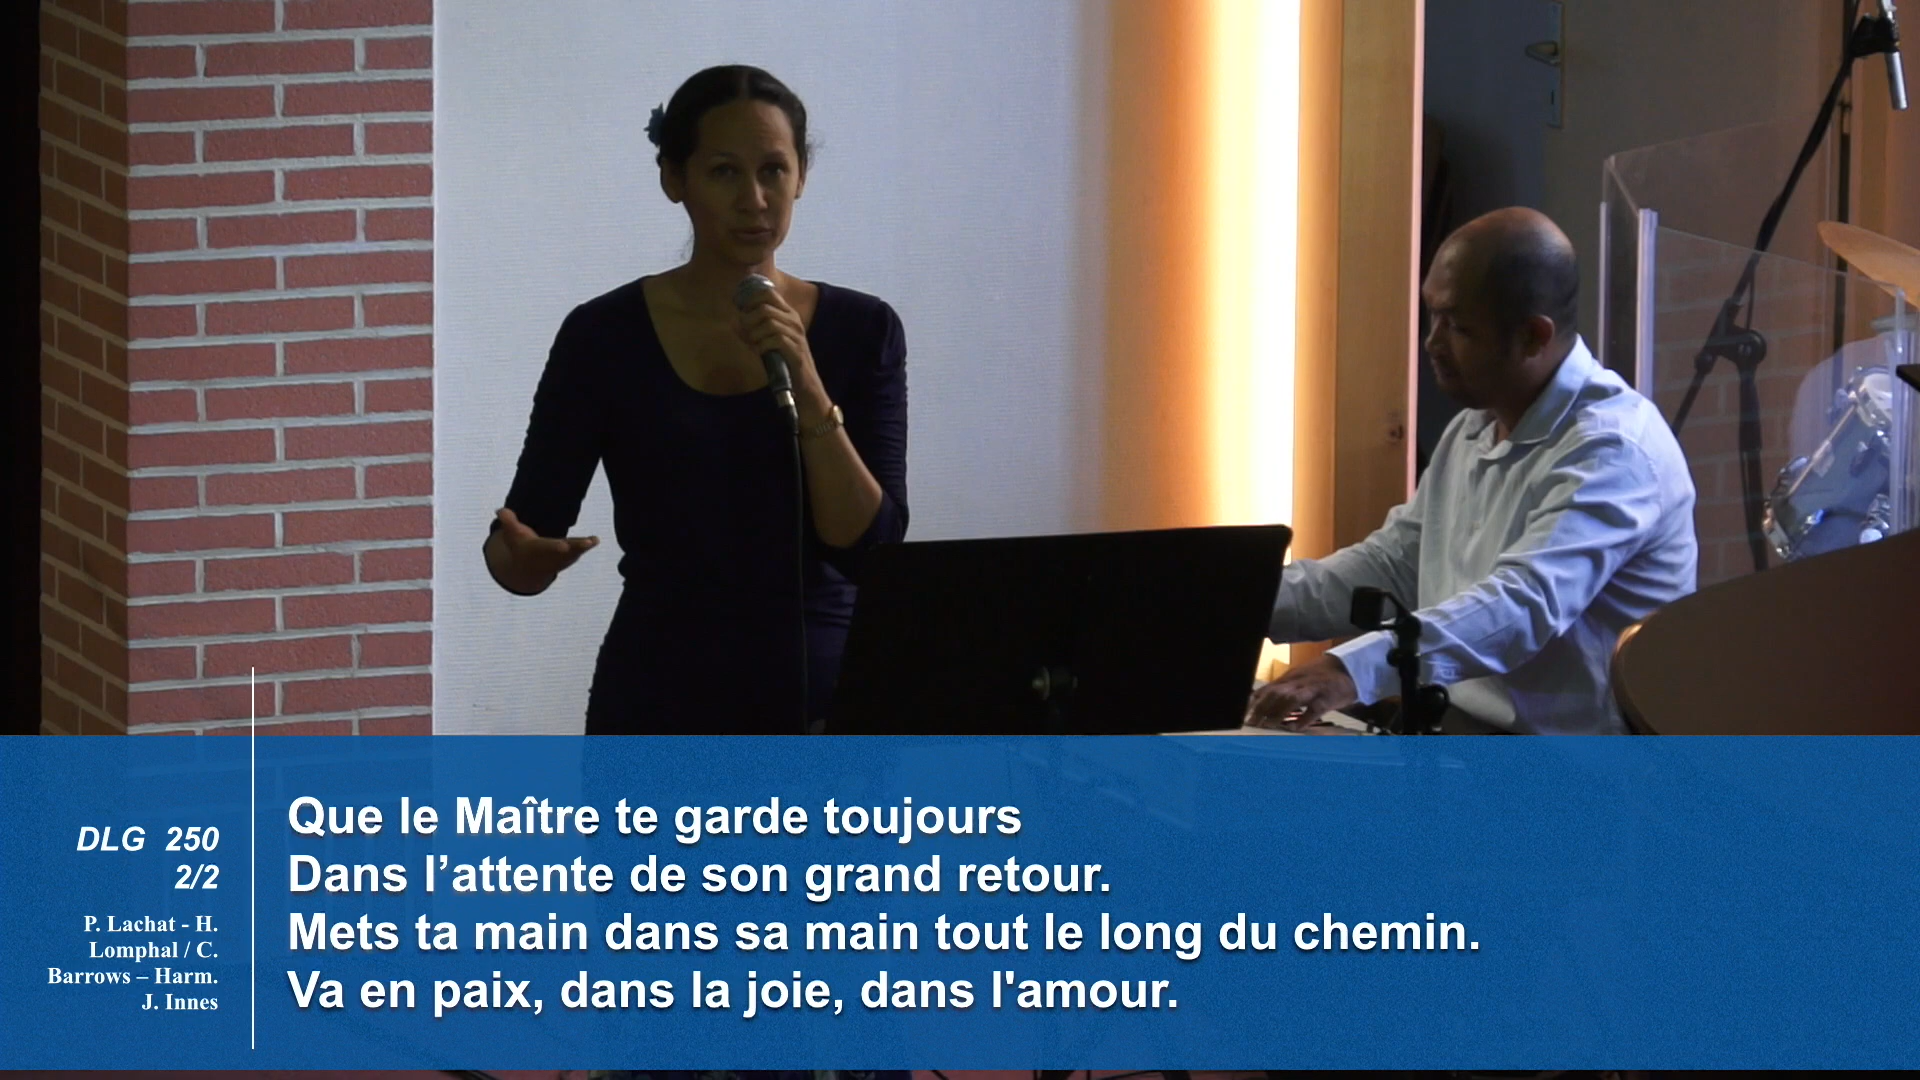 DLG 250
2/2
P. Lachat - H.
Lomphal / C.
Barrows – Harm.
J. Innes
Que le Maître te garde toujours
Dans l’attente de son grand retour.
Mets ta main dans sa main tout le long du chemin.
Va en paix, dans la joie, dans l'amour.